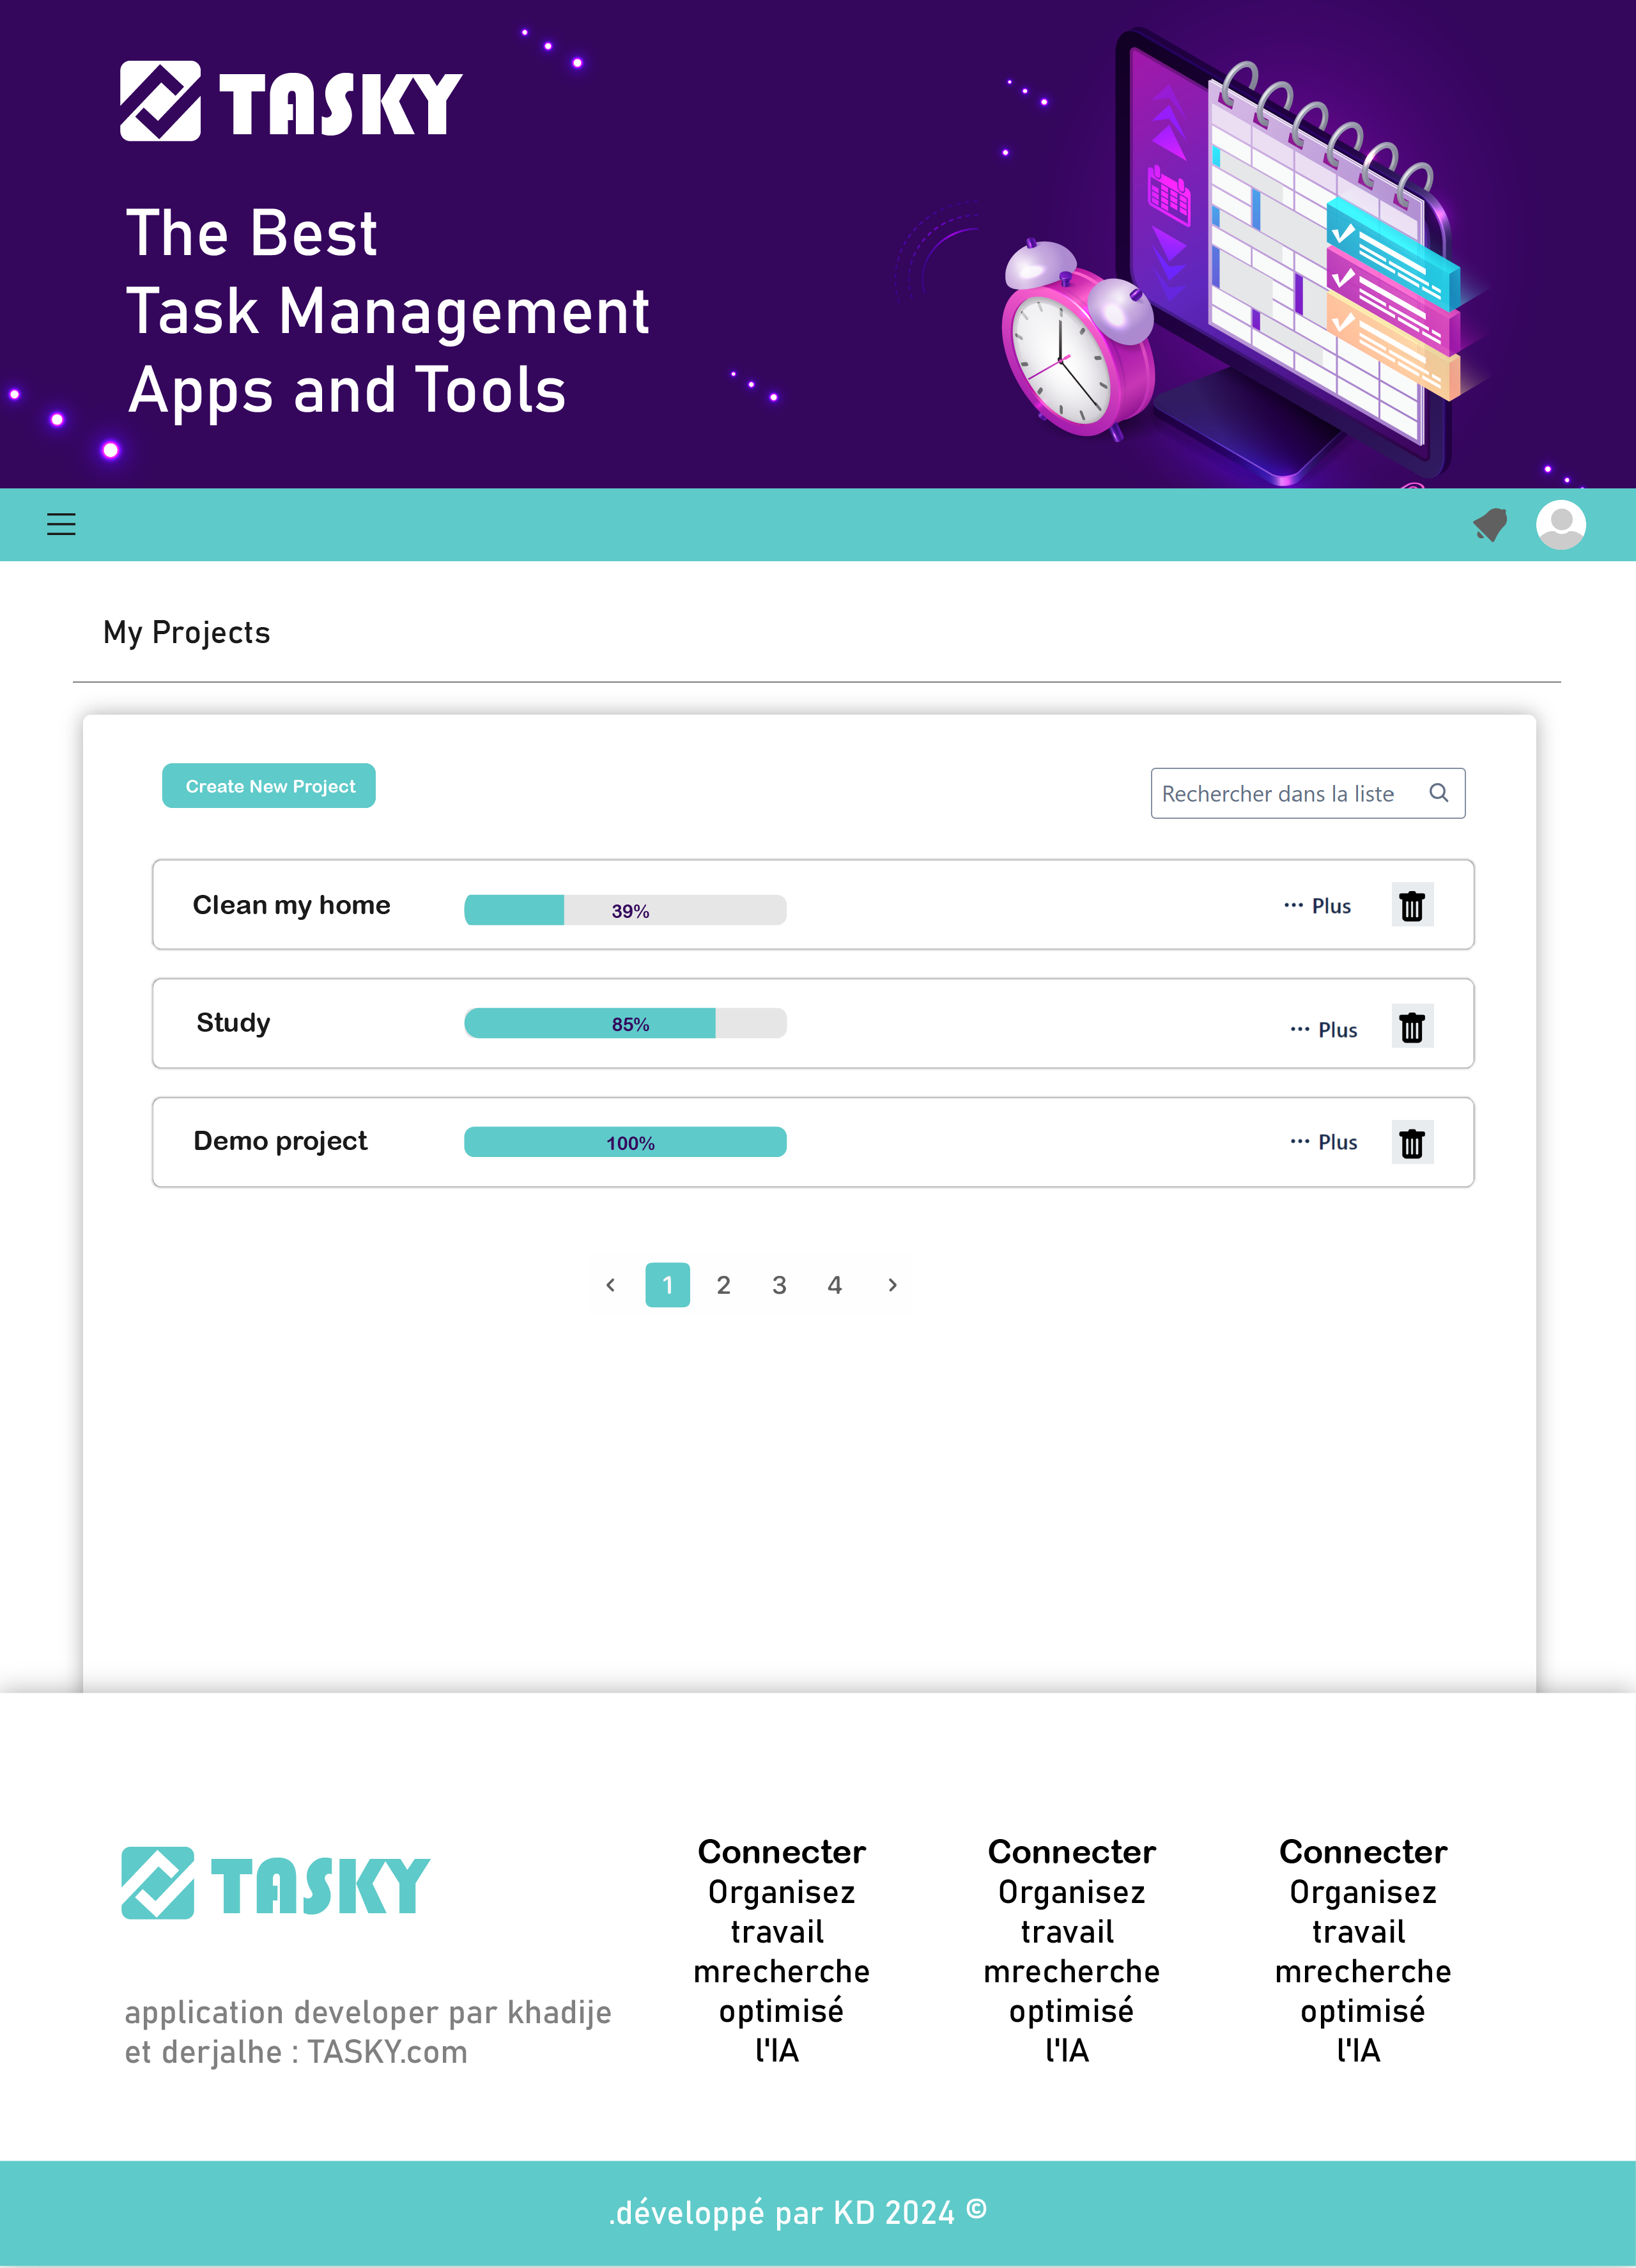 TASKY
The Best
Task Management
Apps and Tools
My Projects
Create New Project
Rechercher dans la liste
Clean my home 39% ••• Plus
Study 85% ••• Plus
Demo project 100% ••• Plus
‹ 1 2 3 4 ›
TASKY
application developer par khadije
et derjalhe : TASKY.com
Connecter
Organisez
travail
mrecherche
optimisé
l'IA
Connecter
Organisez
travail
mrecherche
optimisé
l'IA
Connecter
Organisez
travail
mrecherche
optimisé
l'IA
.développé par KD 2024 ©